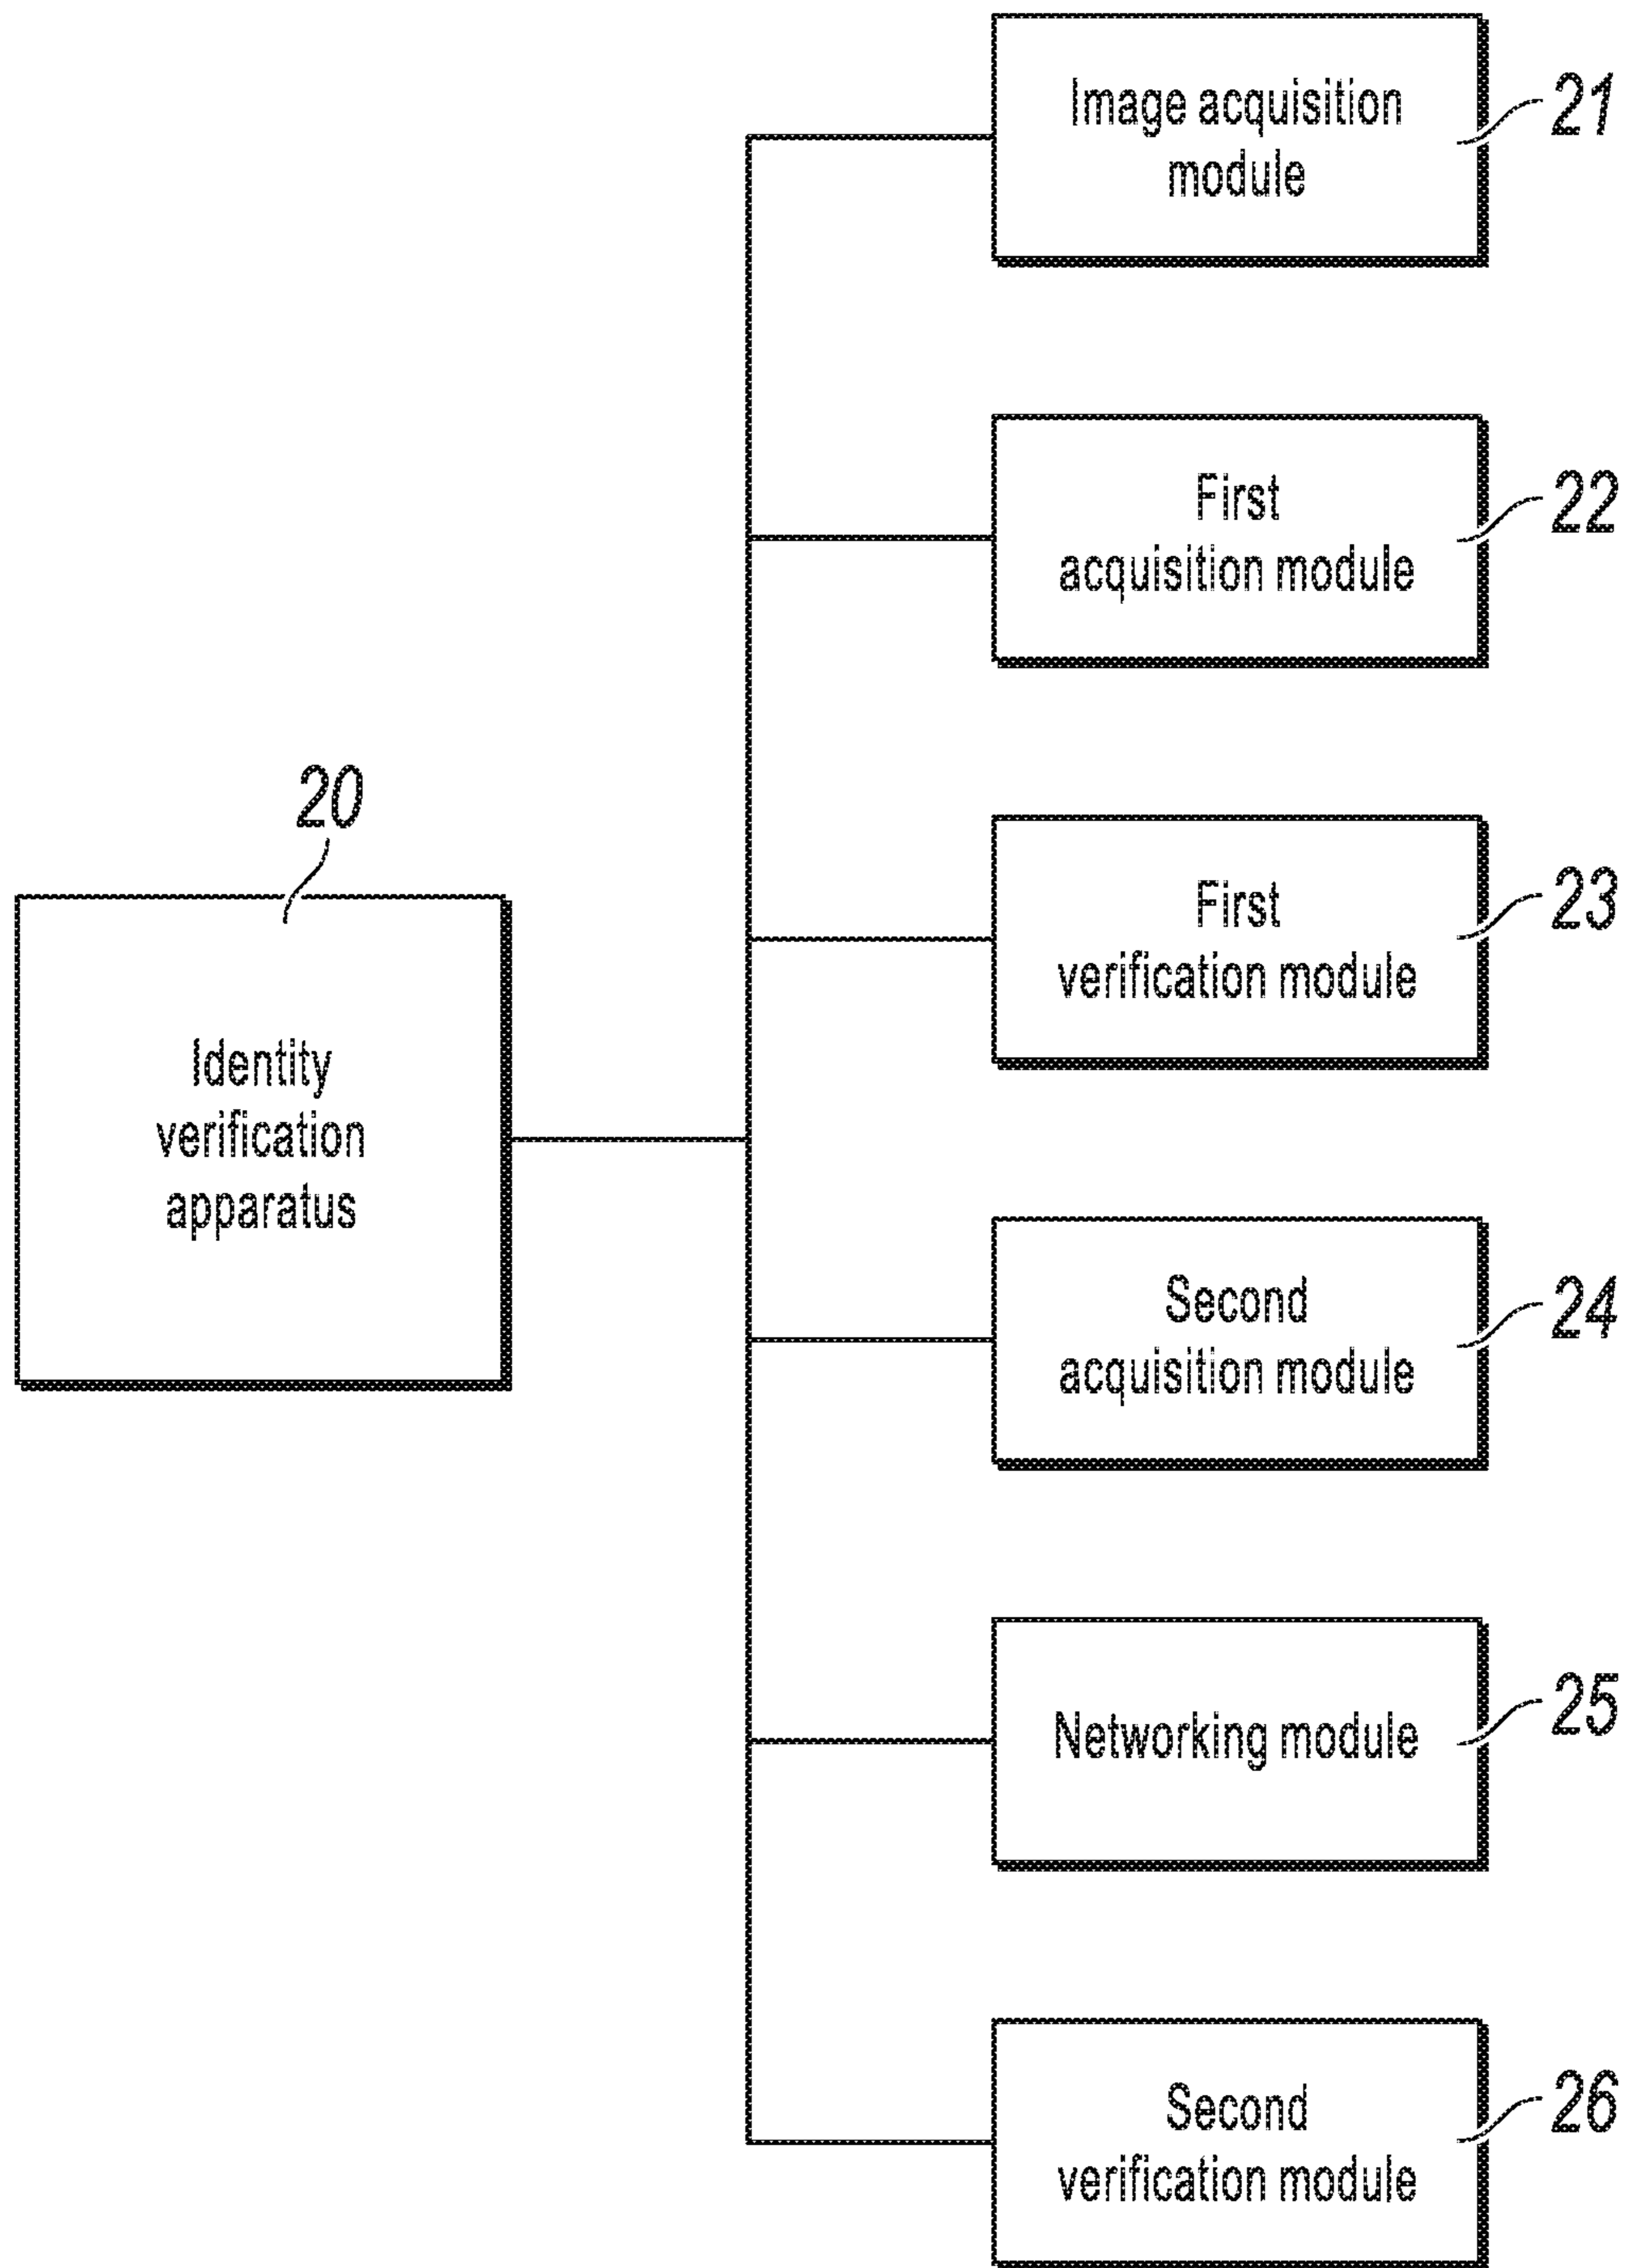 Image acquisition
module
21
First
acquisition module
22
20
First
verification module
23
Identity
verification
apparatus
Second
acquisition module
24
Networking module
25
Second
verification module
26